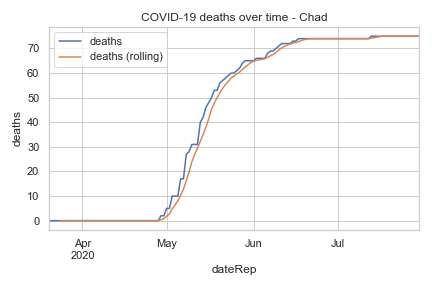 COVID-19 deaths over time - Chad
deaths
deaths (rolling)
deaths
70
60
50
40
30
20
10
0
Apr
2020
May
Jun
Jul
dateRep